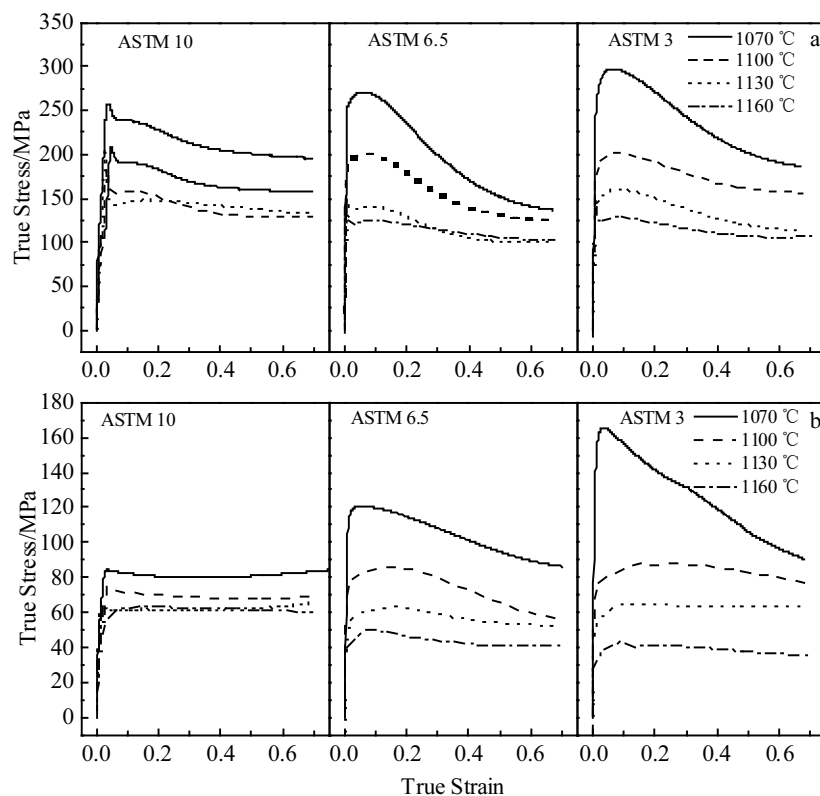 350
300
250
200
150
100
50
0
True Stress/MPa
ASTM 10
ASTM 6.5
ASTM 3
1070 ℃
1100 ℃
1130 ℃
1160 ℃
a
0.0 0.2 0.4 0.6
0.0 0.2 0.4 0.6
0.0 0.2 0.4 0.6
180
160
140
120
100
80
60
40
20
0
True Stress/MPa
ASTM 10
ASTM 6.5
ASTM 3
1070 ℃
1100 ℃
1130 ℃
1160 ℃
b
0.0 0.2 0.4 0.6
0.0 0.2 0.4 0.6
0.0 0.2 0.4 0.6
True Strain